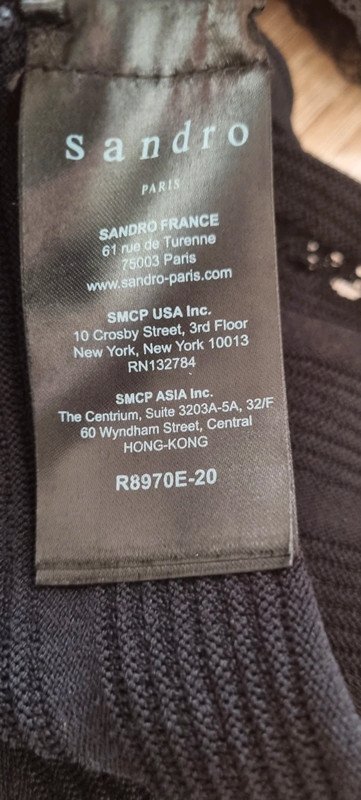 sandro
PARIS
SANDRO FRANCE
61 rue de Turenne
75003 Paris
www.sandro-paris.com
SMCP USA Inc.
10 Crosby Street, 3rd Floor
New York, New York 10013
RN132784
SMCP ASIA Inc.
The Centrium, Suite 3203A-5A, 32/F
60 Wyndham Street, Central
HONG-KONG
R8970E-20